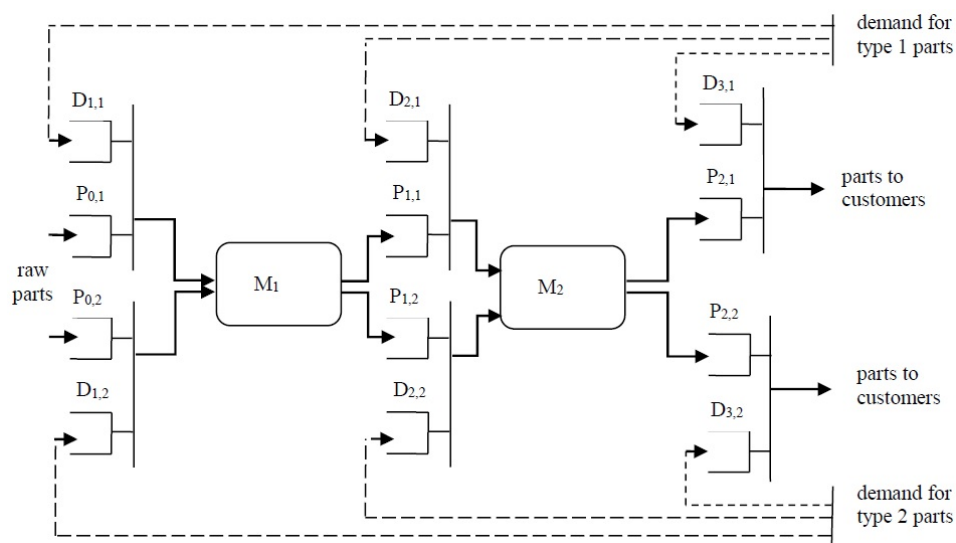 demand for
type 1 parts
D3,1
D1,1
D2,1
P2,1
parts to
customers
P0,1
P1,1
raw
parts
M1
M2
P0,2
P1,2
P2,2
parts to
customers
D1,2
D2,2
D3,2
demand for
type 2 parts